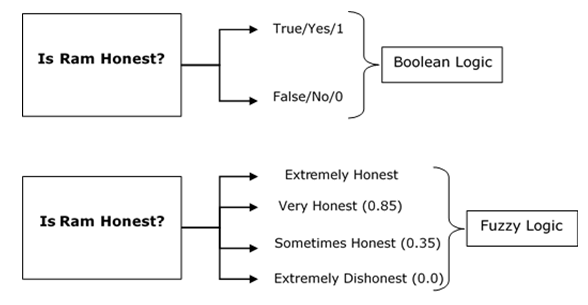 Is Ram Honest?
True/Yes/1
False/No/0
Boolean Logic
Is Ram Honest?
Extremely Honest
Very Honest (0.85)
Sometimes Honest (0.35)
Extremely Dishonest (0.0)
Fuzzy Logic